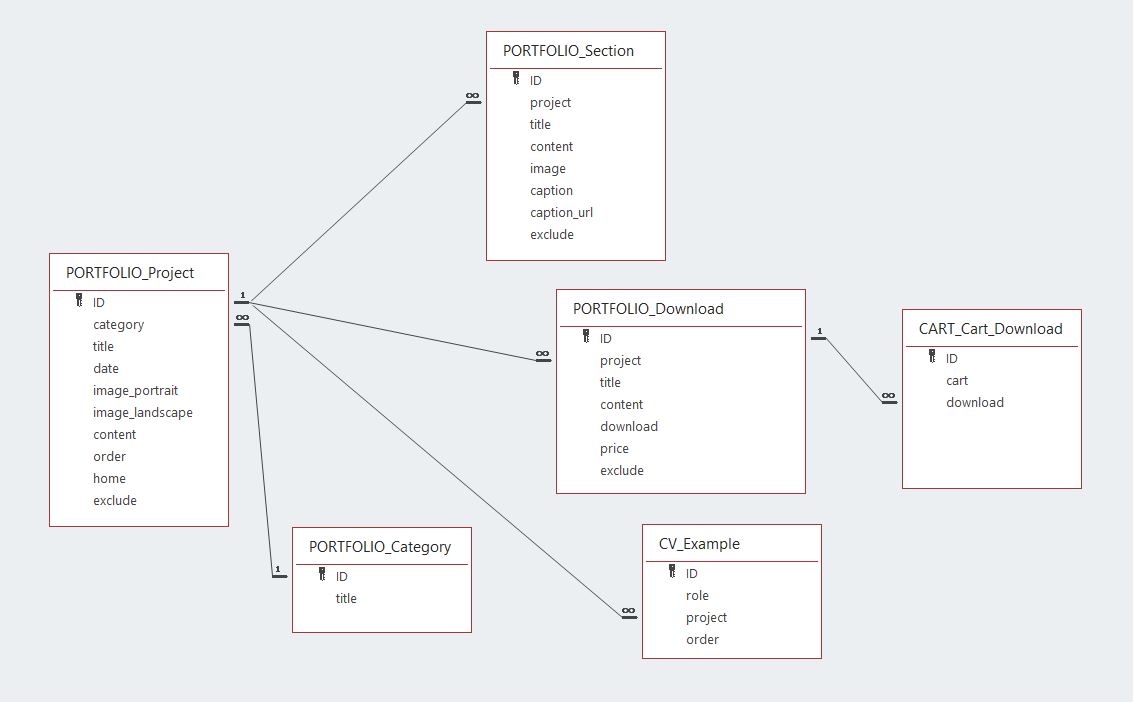 PORTFOLIO_Section
ID
project
title
content
image
caption
caption_url
exclude
PORTFOLIO_Project
ID
category
title
date
image_portrait
image_landscape
content
order
home
exclude
1
∞
∞
∞
∞
1
PORTFOLIO_Download
ID
project
title
content
download
price
exclude
1
∞
CART_Cart_Download
ID
cart
download
PORTFOLIO_Category
ID
title
CV_Example
ID
role
project
order